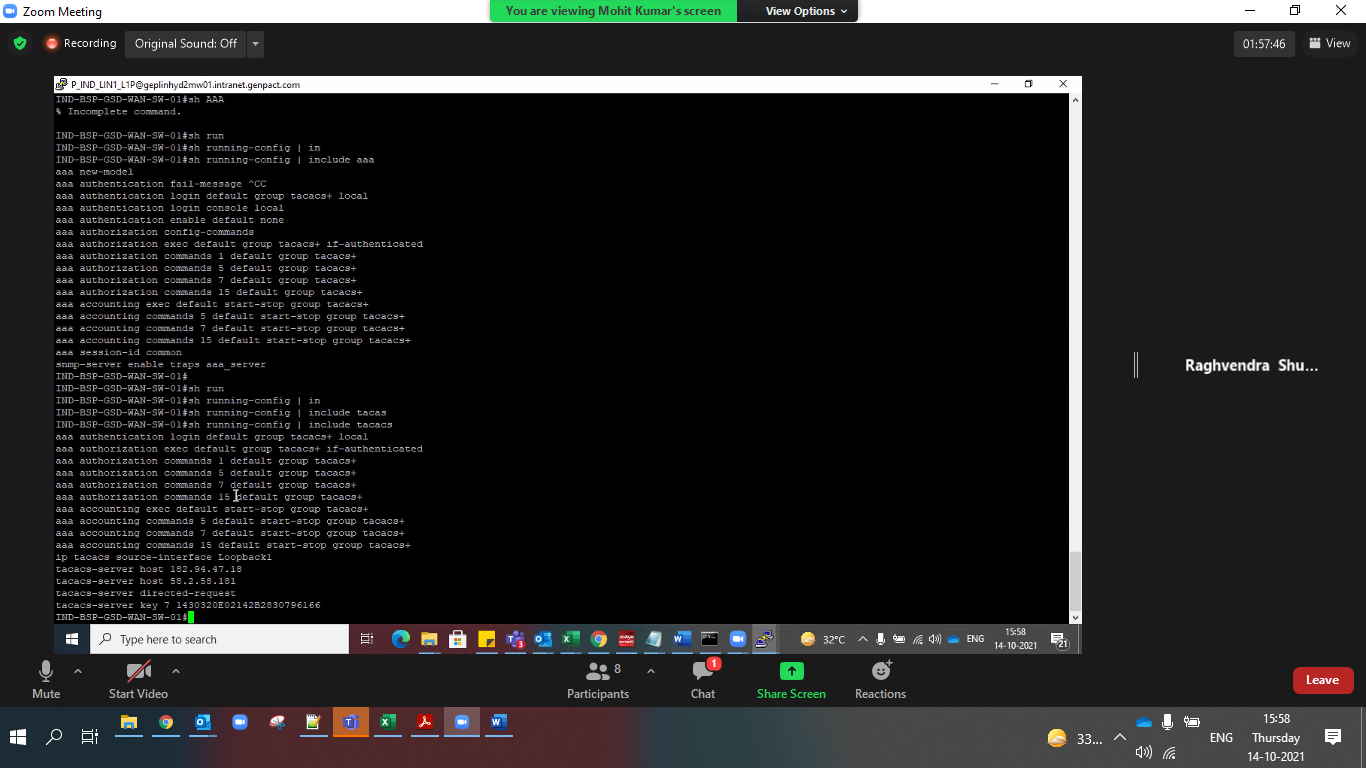 Zoom Meeting
You are viewing Mohit Kumar's screen
View Options
Recording
Original Sound: Off
01:57:46
View
P_IND_LIN1_L1P@geplinhyd2mw01.intranet.genpact.com
IND-BSP-GSD-WAN-SW-01#sh AAA
% Incomplete command.
IND-BSP-GSD-WAN-SW-01#sh run
IND-BSP-GSD-WAN-SW-01#sh running-config | in
IND-BSP-GSD-WAN-SW-01#sh running-config | include aaa
aaa new-model
aaa authentication fail-message ^CC
aaa authentication login default group tacacs+ local
aaa authentication login console local
aaa authentication enable default none
aaa authorization config-commands
aaa authorization exec default group tacacs+ if-authenticated
aaa authorization commands 1 default group tacacs+
aaa authorization commands 5 default group tacacs+
aaa authorization commands 7 default group tacacs+
aaa authorization commands 15 default group tacacs+
aaa accounting exec default start-stop group tacacs+
aaa accounting commands 5 default start-stop group tacacs+
aaa accounting commands 7 default start-stop group tacacs+
aaa accounting commands 15 default start-stop group tacacs+
aaa session-id common
snmp-server enable traps aaa_server
IND-BSP-GSD-WAN-SW-01#
IND-BSP-GSD-WAN-SW-01#sh run
IND-BSP-GSD-WAN-SW-01#sh running-config | in
IND-BSP-GSD-WAN-SW-01#sh running-config | include tacas
IND-BSP-GSD-WAN-SW-01#sh running-config | include tacacs
aaa authentication login default group tacacs+ local
aaa authorization exec default group tacacs+ if-authenticated
aaa authorization commands 1 default group tacacs+
aaa authorization commands 5 default group tacacs+
aaa authorization commands 7 default group tacacs+
aaa authorization commands 15 default group tacacs+
aaa accounting exec default start-stop group tacacs+
aaa accounting commands 5 default start-stop group tacacs+
aaa accounting commands 7 default start-stop group tacacs+
aaa accounting commands 15 default start-stop group tacacs+
ip tacacs source-interface Loopback1
tacacs-server host 182.94.47.18
tacacs-server host 58.2.58.181
tacacs-server directed-request
tacacs-server key 7 1430320E02142B2830796166
IND-BSP-GSD-WAN-SW-01#
Raghvendra Shu...
Type here to search
3
32°C
ENG
15:58
14-10-2021
21
Mute
Start Video
8
Participants
1
Chat
Share Screen
Reactions
Leave
33...
ENG
15:58
Thursday
14-10-2021